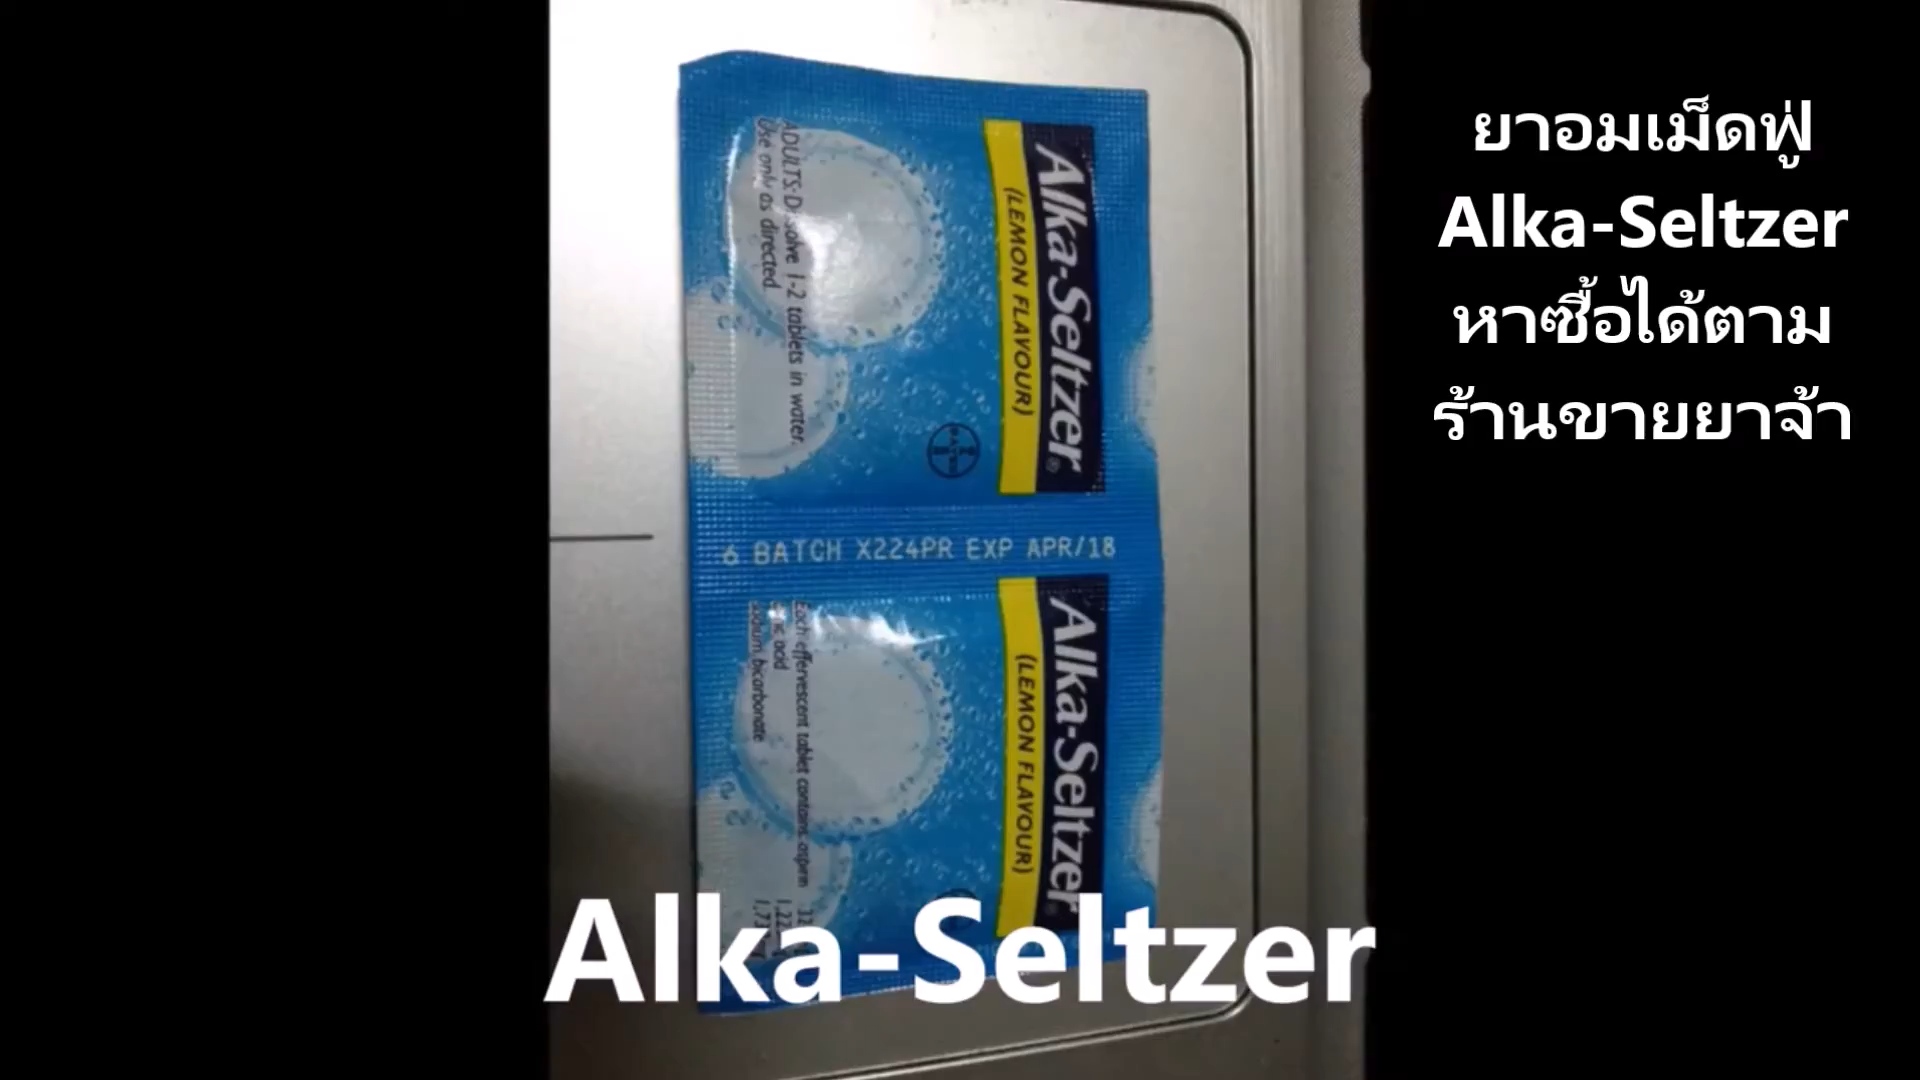 ยาอมเม็ดฟู่
Alka-Seltzer
หาซื้อได้ตาม
ร้านขายยาจ้า
Alka-Seltzer®
(LEMON FLAVOUR)
BAYER
ADULTS: Dissolve 1-2 tablets in water.
Use only as directed.
6 BATCH X224PR EXP APR/18
Alka-Seltzer
(LEMON FLAVOUR)
Each effervescent tablet contains: aspirin
acid
sodium bicarbonate
Alka-Seltzer